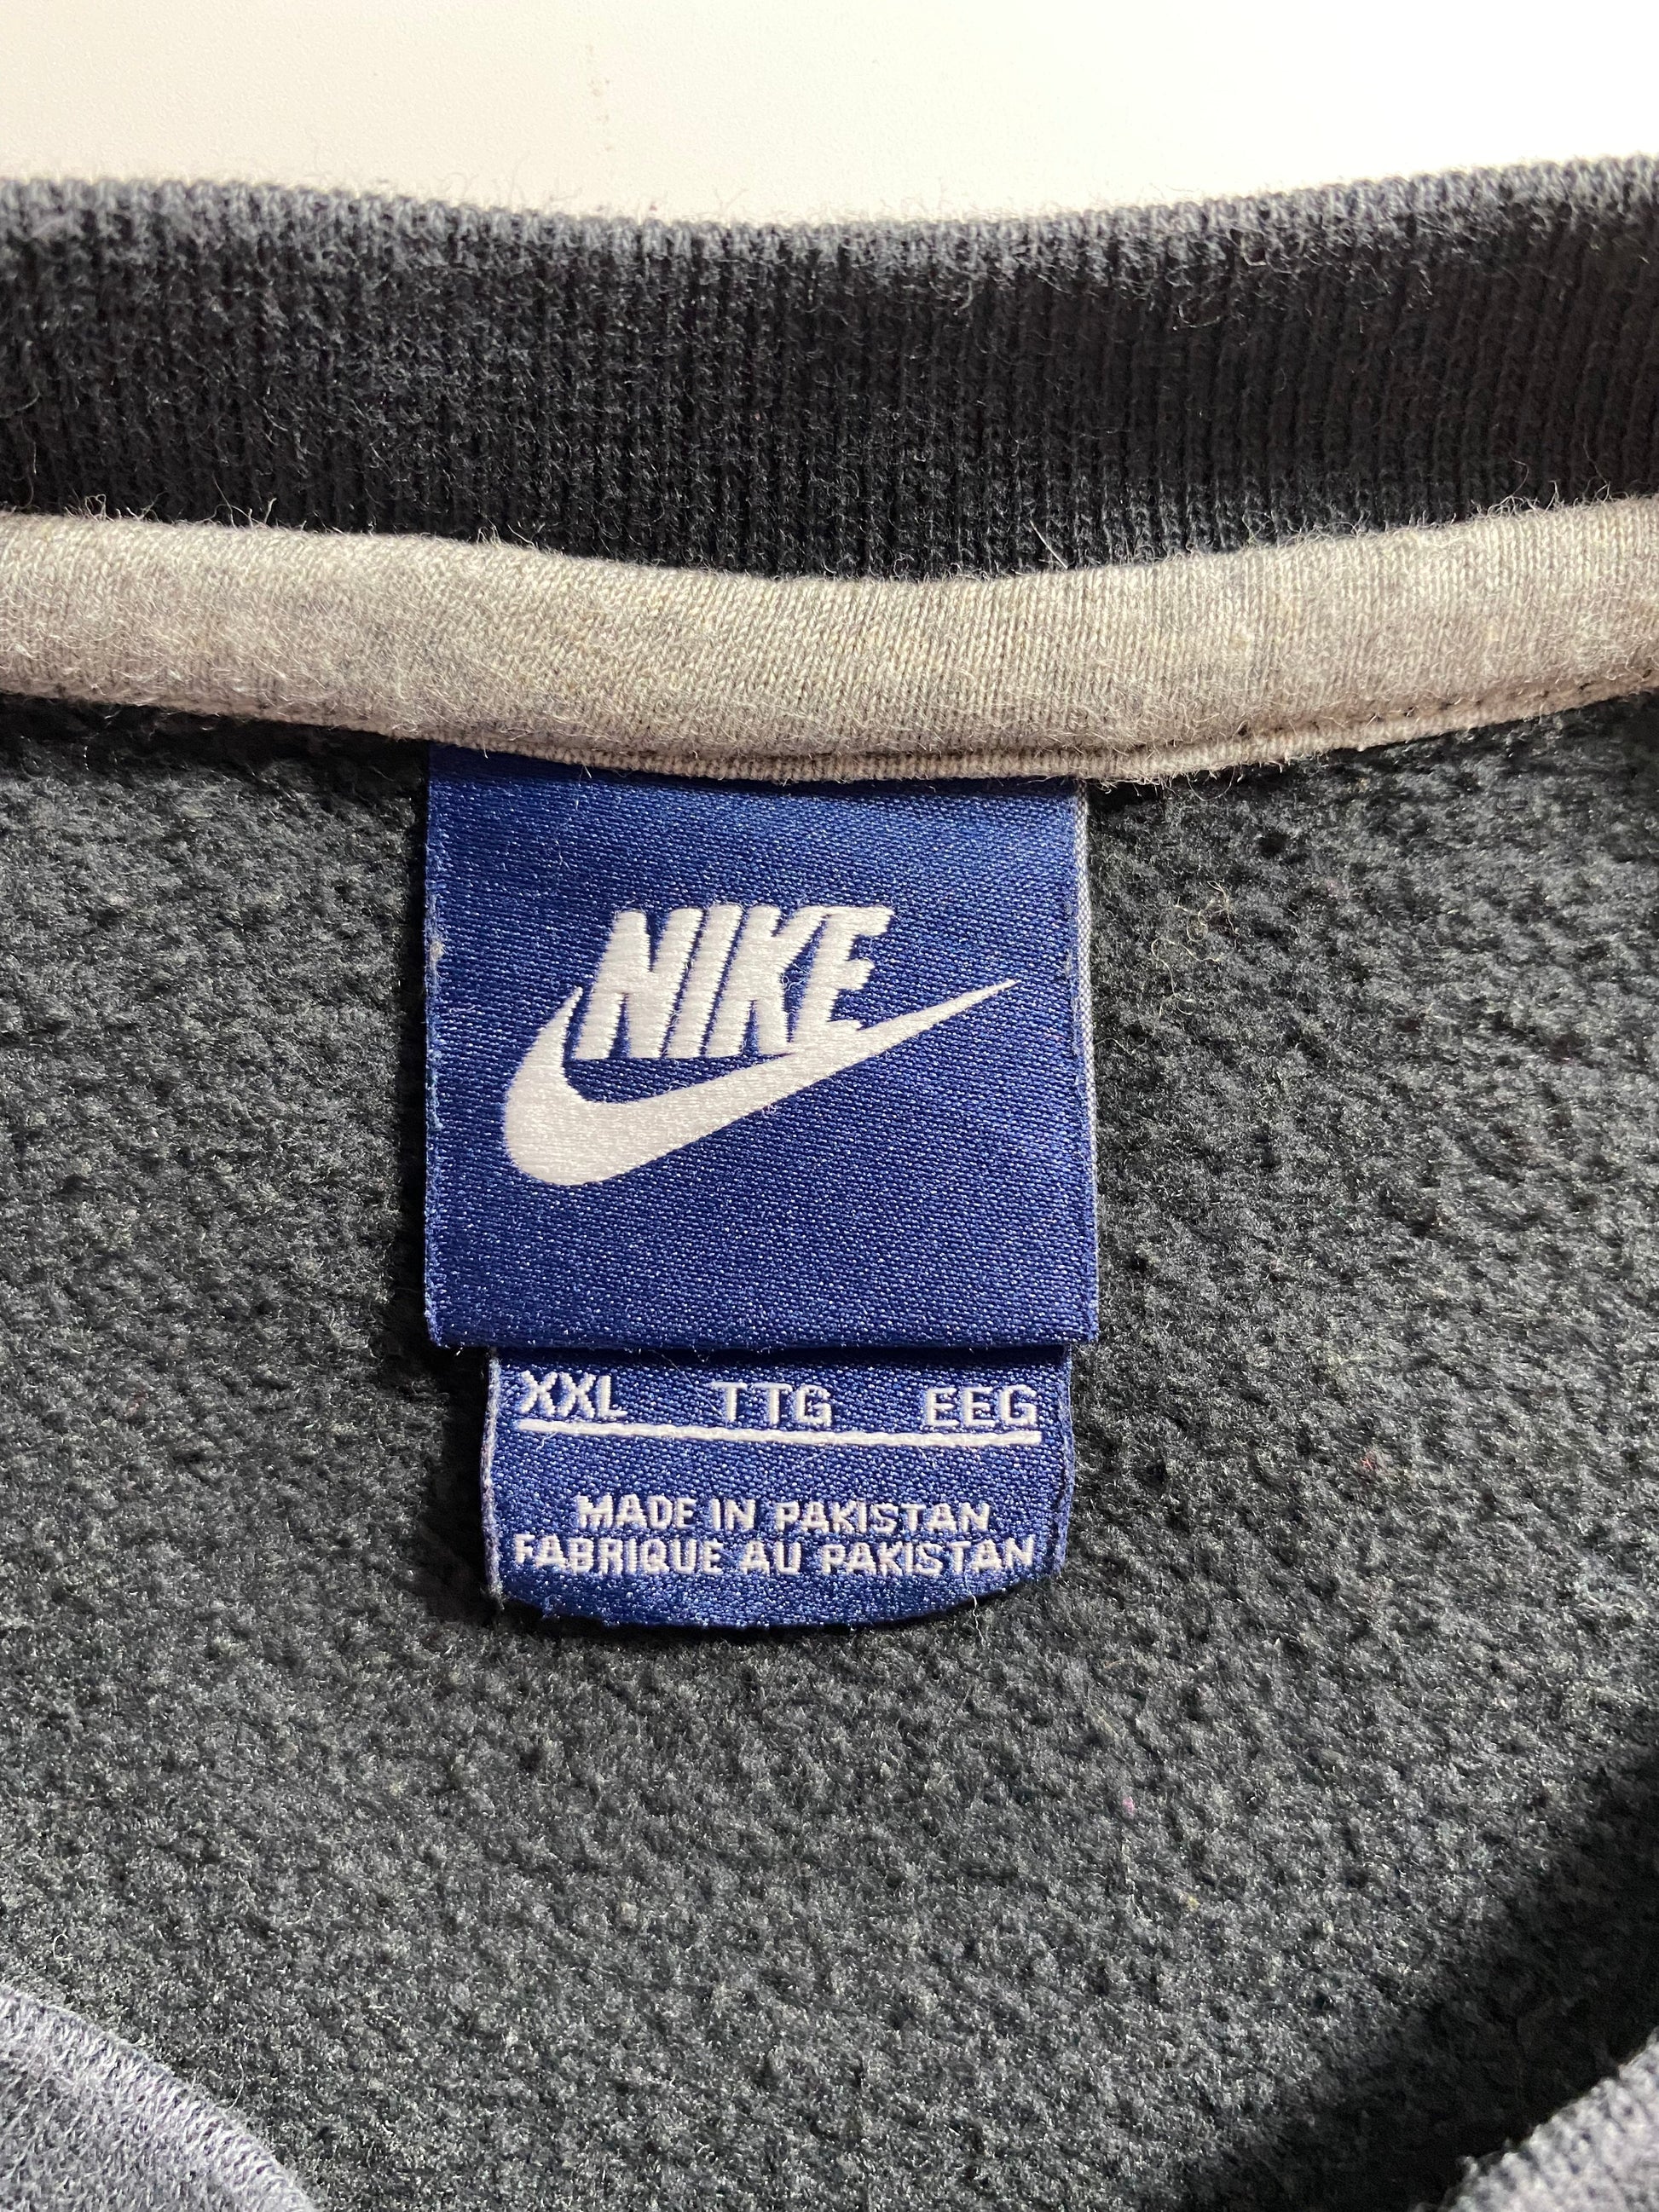 NIKE
XXL TTG EEG
MADE IN PAKISTAN
FABRIQUE AU PAKISTAN